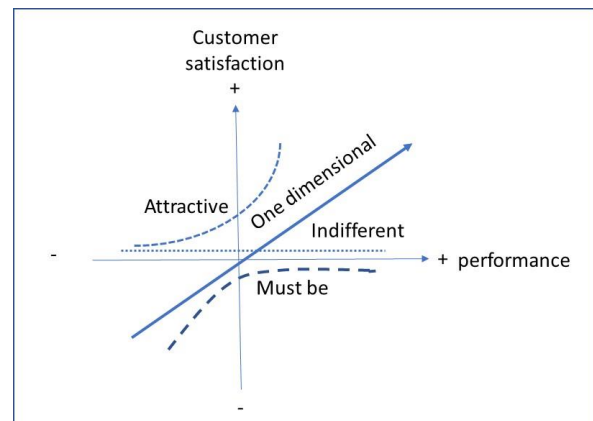 Customer
satisfaction
+
One dimensional
Attractive
Indifferent
-
+ performance
Must be
-